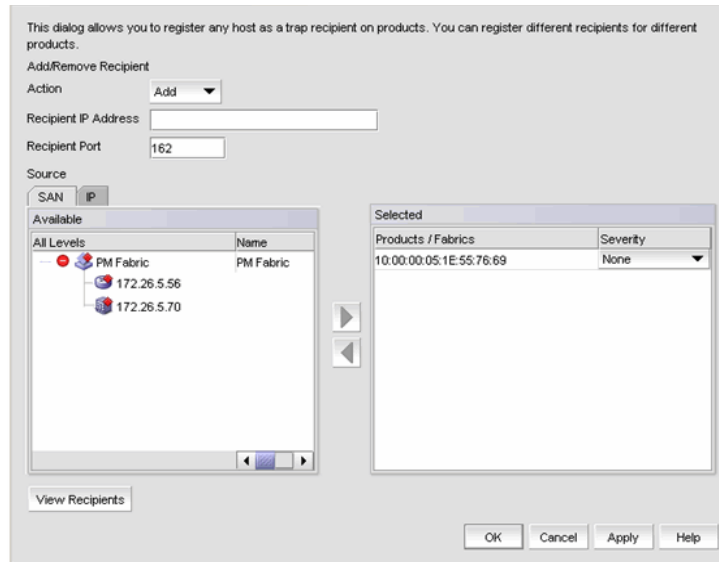 This dialog allows you to register any host as a trap recipient on products. You can register different recipients for different
products.
Add/Remove Recipient
Action
Add
Recipient IP Address
Recipient Port
162
Source
SAN
IP
Available
All Levels
Name
PM Fabric
PM Fabric
172.26.5.56
172.26.5.70
Selected
Products / Fabrics
Severity
10:00:00:05:1E:55:76:69
None
View Recipients
OK
Cancel
Apply
Help